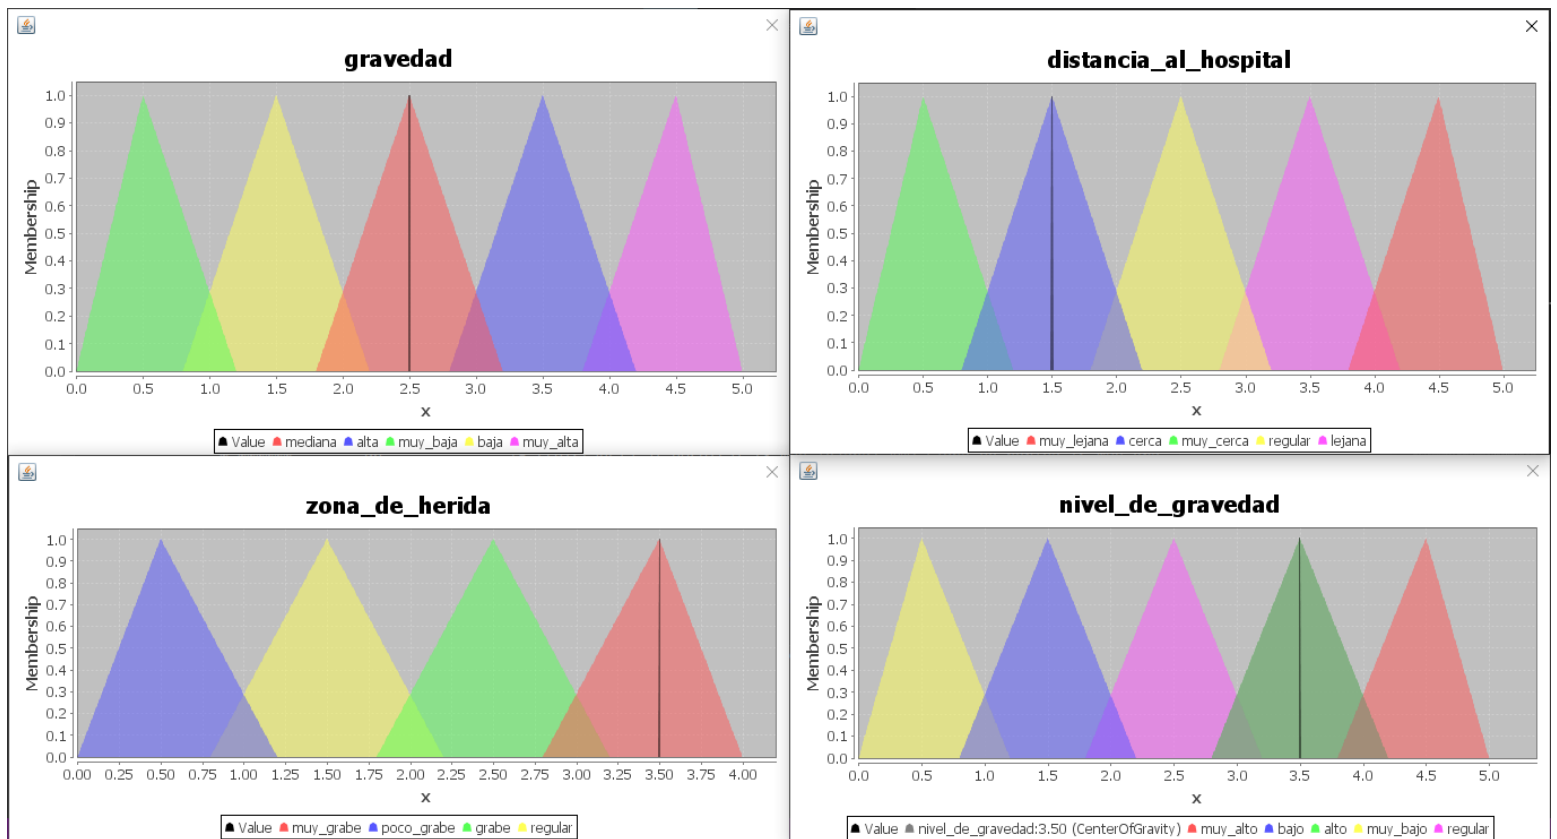 gravedad
Membership
1.0
0.9
0.8
0.7
0.6
0.5
0.4
0.3
0.2
0.1
0.0
0.0 0.5 1.0 1.5 2.0 2.5 3.0 3.5 4.0 4.5 5.0
x
Value mediana alta muy_baja baja muy_alta
distancia_al_hospital
Membership
1.0
0.9
0.8
0.7
0.6
0.5
0.4
0.3
0.2
0.1
0.0
0.0 0.5 1.0 1.5 2.0 2.5 3.0 3.5 4.0 4.5 5.0
x
Value muy_lejana cerca muy_cerca regular lejana
zona_de_herida
Membership
1.0
0.9
0.8
0.7
0.6
0.5
0.4
0.3
0.2
0.1
0.0
0.00 0.25 0.50 0.75 1.00 1.25 1.50 1.75 2.00 2.25 2.50 2.75 3.00 3.25 3.50 3.75 4.00
x
Value muy_grabe poco_grabe grabe regular
nivel_de_gravedad
Membership
1.0
0.9
0.8
0.7
0.6
0.5
0.4
0.3
0.2
0.1
0.0
0.0 0.5 1.0 1.5 2.0 2.5 3.0 3.5 4.0 4.5 5.0
x
Value nivel_de_gravedad:3.50 (CenterOfGravity) muy_alto bajo alto muy_bajo regular